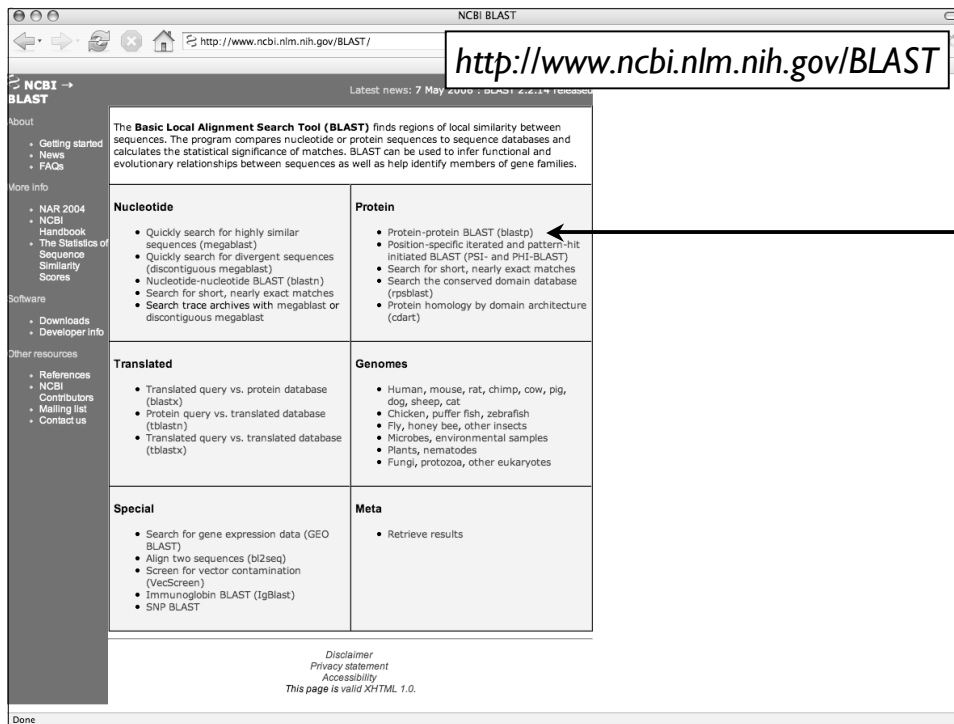 NCBI BLAST
http://www.ncbi.nlm.nih.gov/BLAST/
http://www.ncbi.nlm.nih.gov/BLAST
NCBI →
BLAST
Latest news: 7 May 2006 : BLAST 2.2.14 released
About
Getting started
News
FAQs
More info
NAR 2004
NCBI
Handbook
The Statistics of
Sequence
Similarity
Scores
Software
Downloads
Developer info
Other resources
References
NCBI
Contributors
Mailing list
Contact us
The Basic Local Alignment Search Tool (BLAST) finds regions of local similarity between
sequences. The program compares nucleotide or protein sequences to sequence databases and
calculates the statistical significance of matches. BLAST can be used to infer functional and
evolutionary relationships between sequences as well as help identify members of gene families.
Nucleotide
Quickly search for highly similar
sequences (megablast)
Quickly search for divergent sequences
(discontiguous megablast)
Nucleotide-nucleotide BLAST (blastn)
Search for short, nearly exact matches
Search trace archives with megablast or
discontiguous megablast
Protein
Protein-protein BLAST (blastp)
Position-specific iterated and pattern-hit
initiated BLAST (PSI- and PHI-BLAST)
Search for short, nearly exact matches
Search the conserved domain database
(rpsblast)
Protein homology by domain architecture
(cdart)
Translated
Translated query vs. protein database
(blastx)
Protein query vs. translated database
(tblastn)
Translated query vs. translated database
(tblastx)
Genomes
Human, mouse, rat, chimp, cow, pig,
dog, sheep, cat
Chicken, puffer fish, zebrafish
Fly, honey bee, other insects
Microbes, environmental samples
Plants, nematodes
Fungi, protozoa, other eukaryotes
Special
Search for gene expression data (GEO
BLAST)
Align two sequences (bl2seq)
Screen for vector contamination
(VecScreen)
Immunoglobin BLAST (IgBlast)
SNP BLAST
Meta
Retrieve results
Disclaimer
Privacy statement
Accessibility
This page is valid XHTML 1.0.
Done